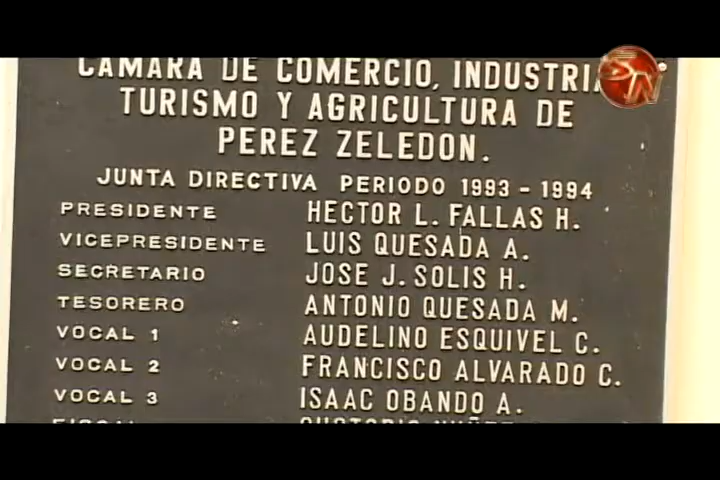 CAMARA DE COMERCIO, INDUSTRIA
TURISMO Y AGRICULTURA DE
PEREZ ZELEDON.
JUNTA DIRECTIVA PERIODO 1993 - 1994
PRESIDENTE HECTOR L. FALLAS H.
VICEPRESIDENTE LUIS QUESADA A.
SECRETARIO JOSE J. SOLIS H.
TESORERO ANTONIO QUESADA M.
VOCAL 1 AUDELINO ESQUIVEL C.
VOCAL 2 FRANCISCO ALVARADO C.
VOCAL 3 ISAAC OBANDO A.